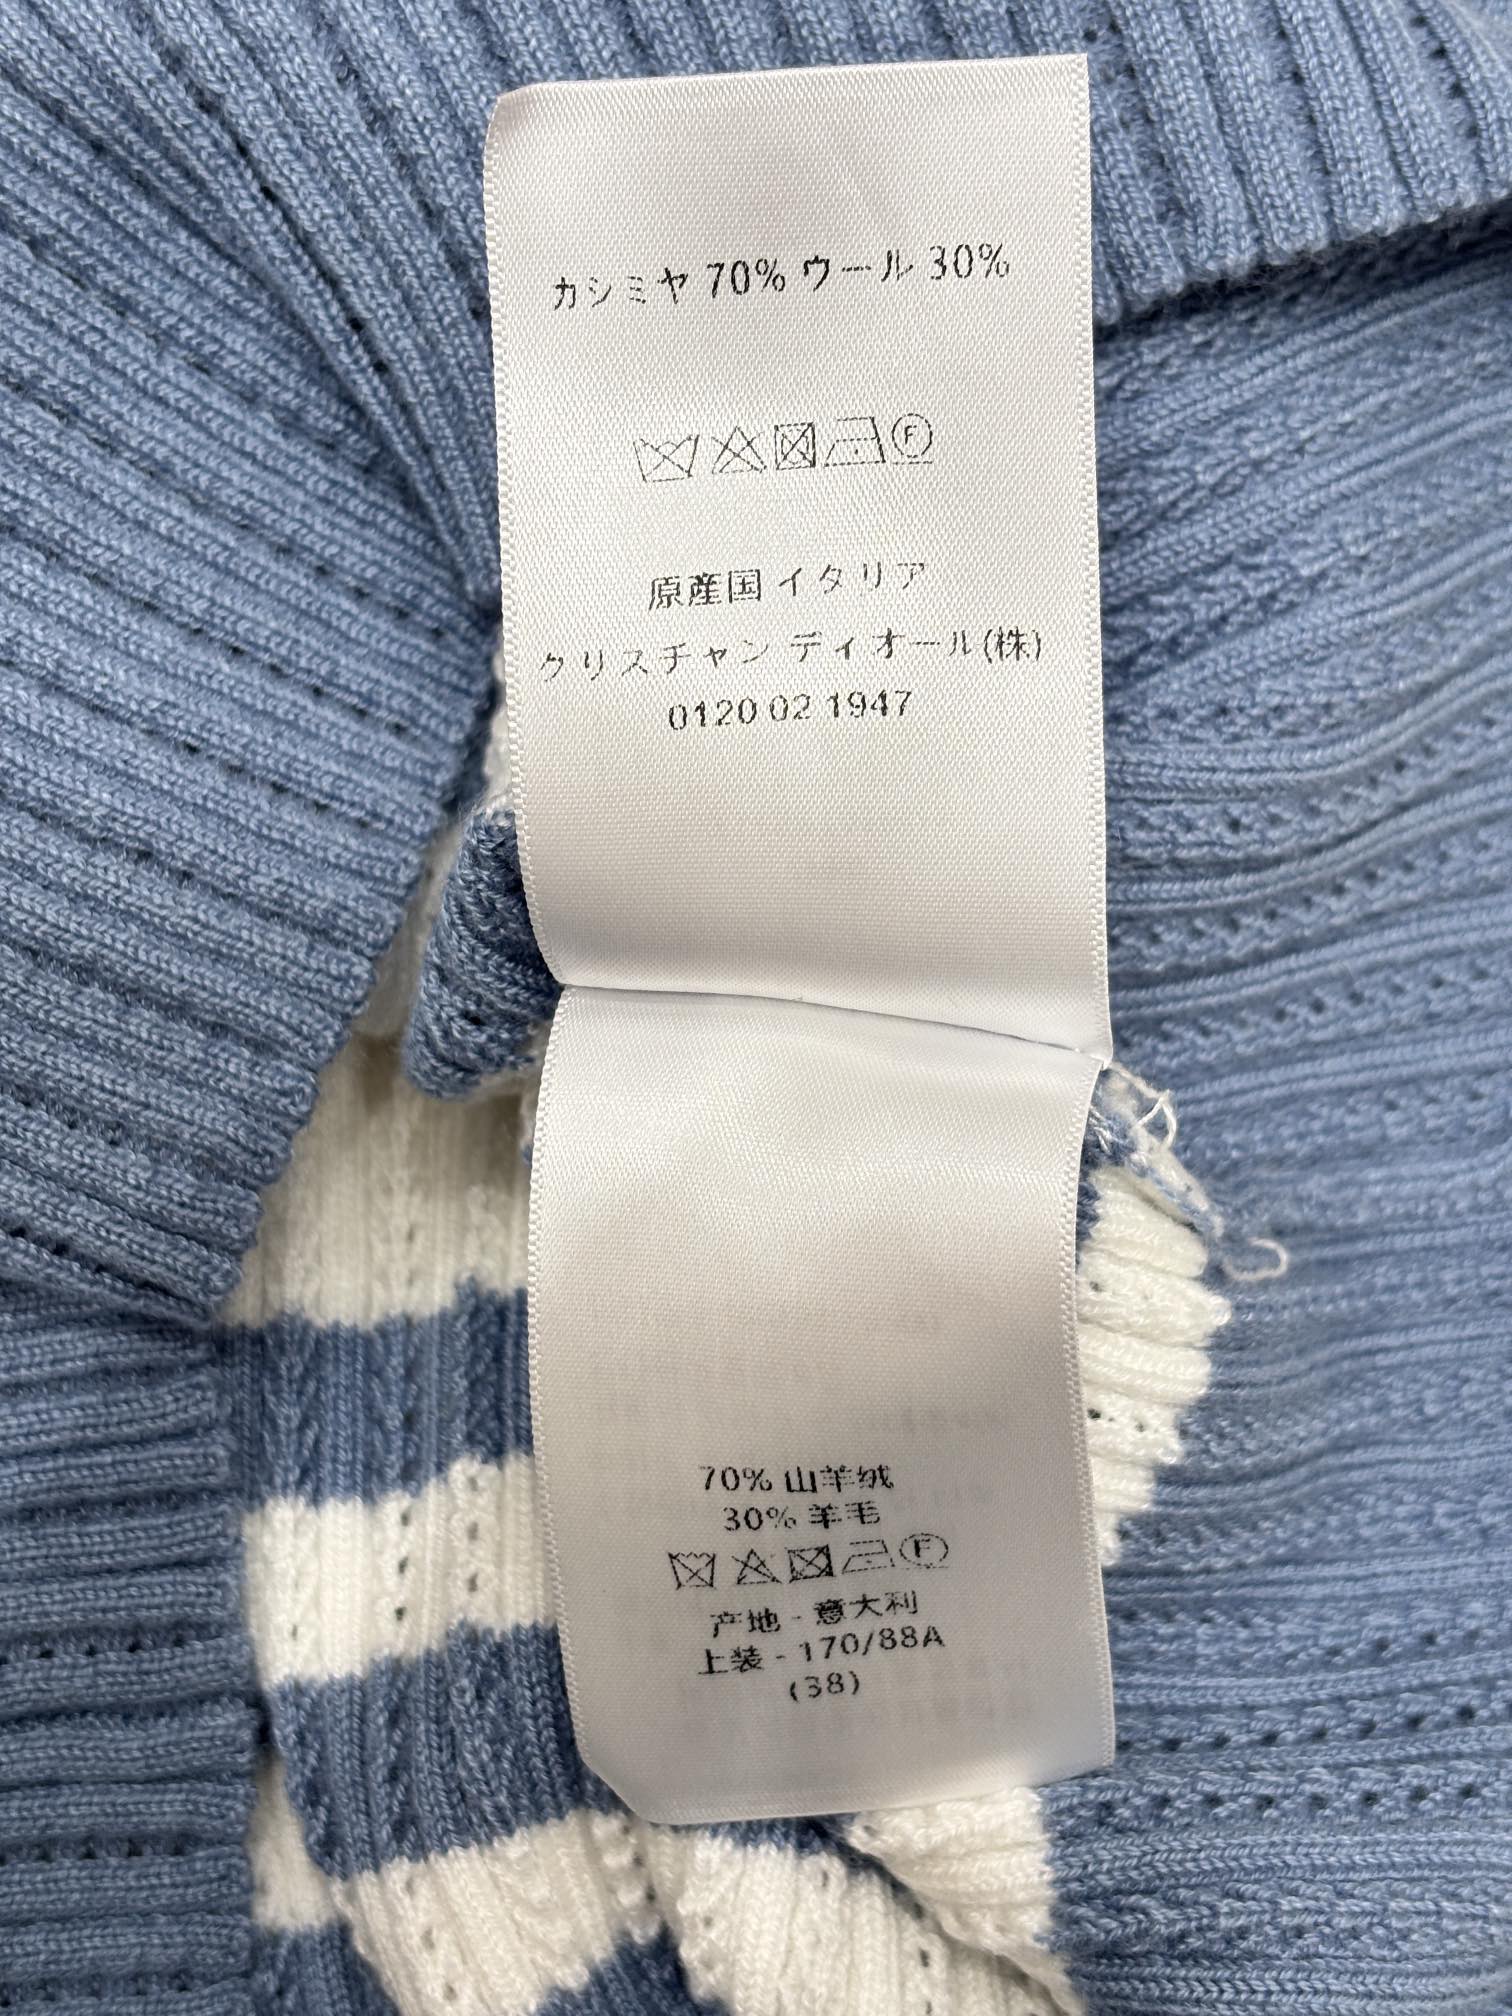 カシミヤ 70% ウール 30%
F
原産国 イタリア
クリスチャン ディオール(株)
0120 02 1947
70% 山羊绒
30% 羊毛
F
产地 - 意大利
上装 - 170/88A
(38)